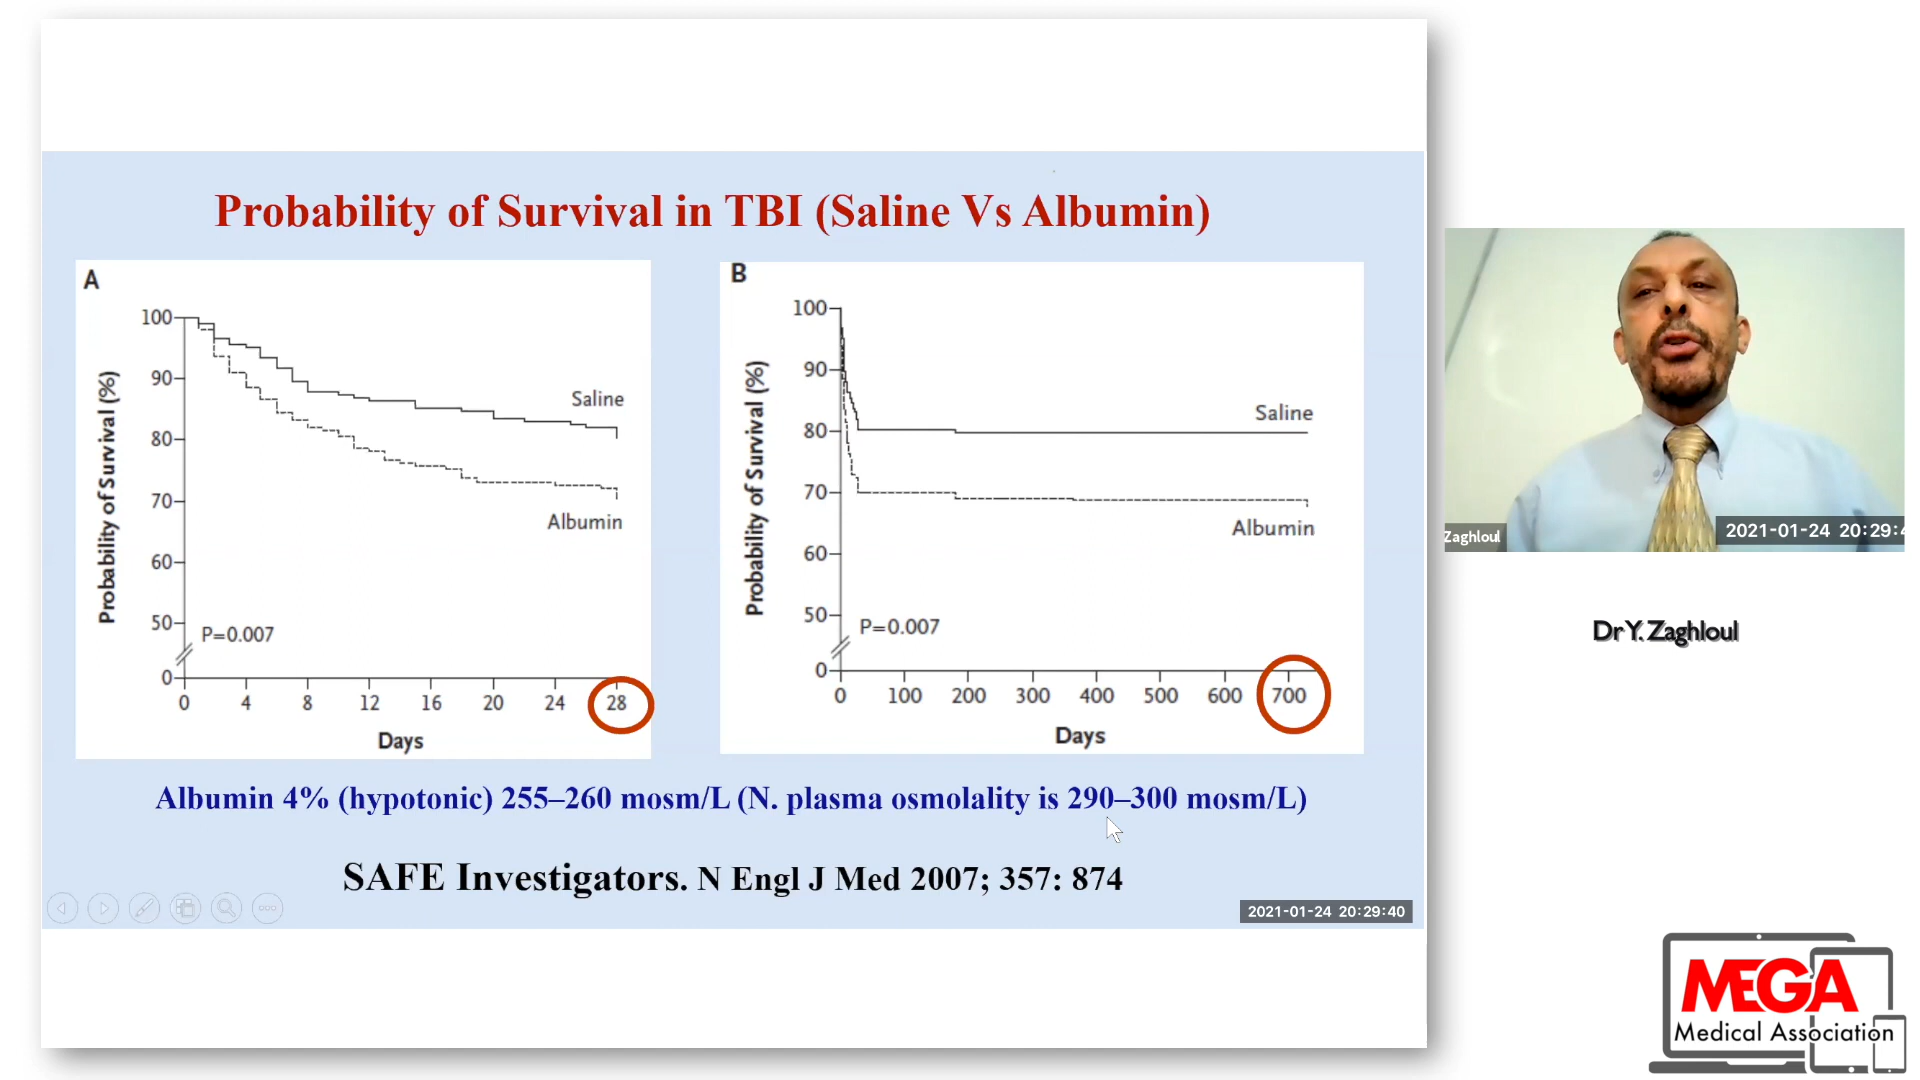 Probability of Survival in TBI (Saline Vs Albumin)
A
Probability of Survival (%)
100
90
80
70
60
50
0
Saline
Albumin
P=0.007
0 4 8 12 16 20 24 28
Days
B
Probability of Survival (%)
100
90
80
70
60
50
0
Saline
Albumin
P=0.007
0 100 200 300 400 500 600 700
Days
Albumin 4% (hypotonic) 255–260 mosm/L (N. plasma osmolality is 290–300 mosm/L)
SAFE Investigators. N Engl J Med 2007; 357: 874
2021-01-24 20:29:40
Zaghloul
2021-01-24 20:29:4
Dr Y. Zaghloul
MEGA
Medical Association